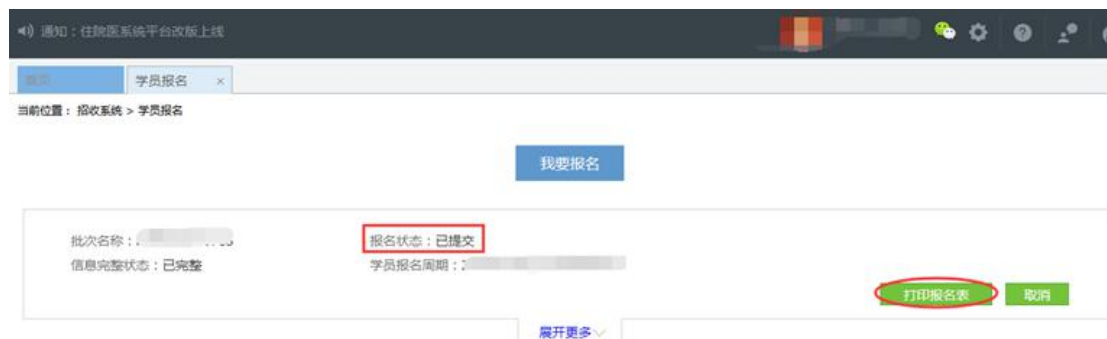 通知：住院医系统平台改版上线
首页 学员报名 ×
当前位置： 招收系统 > 学员报名
我要报名
批次名称： 报名状态：已提交
信息完整状态：已完整 学员报名周期：
打印报名表 取消
展开更多